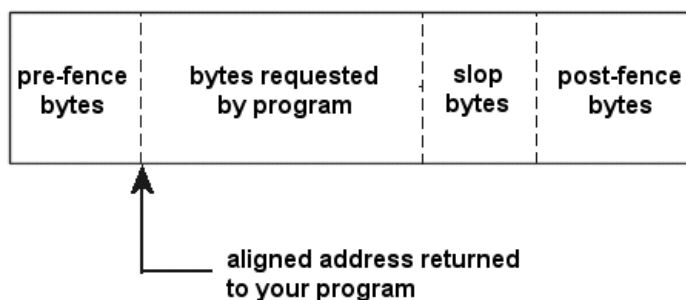 pre-fence
bytes
bytes requested
by program
slop
bytes
post-fence
bytes
aligned address returned
to your program